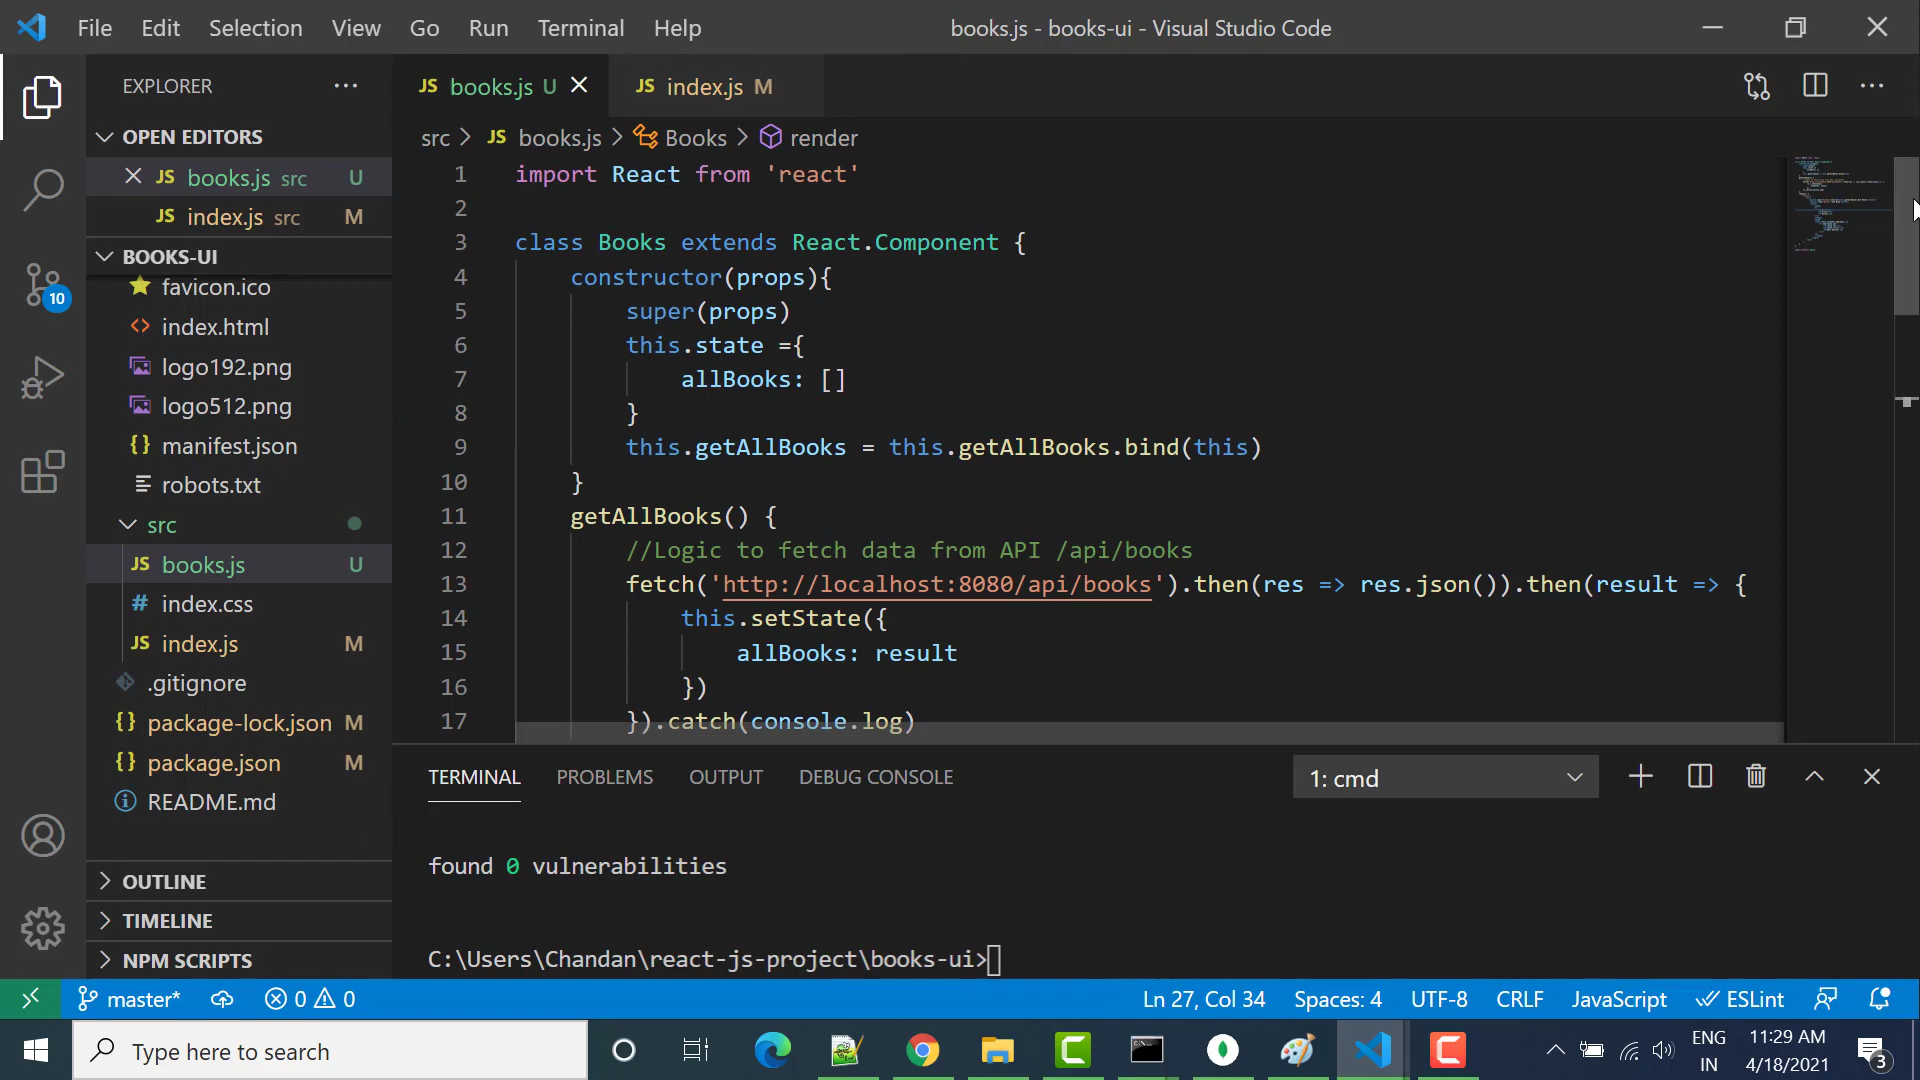 File Edit Selection View Go Run Terminal Help
books.js - books-ui - Visual Studio Code
EXPLORER
OPEN EDITORS
JS books.js src U
JS index.js src M
BOOKS-UI
favicon.ico
<> index.html
logo192.png
logo512.png
{} manifest.json
robots.txt
src
JS books.js U
# index.css
JS index.js M
.gitignore
{} package-lock.json M
{} package.json M
README.md
OUTLINE
TIMELINE
NPM SCRIPTS
10
JS books.js U
JS index.js M
src > JS books.js > Books > render
1 import React from 'react'
2
3 class Books extends React.Component {
4 constructor(props){
5 super(props)
6 this.state ={
7 allBooks: []
8 }
9 this.getAllBooks = this.getAllBooks.bind(this)
10 }
11 getAllBooks() {
12 //Logic to fetch data from API /api/books
13 fetch('http://localhost:8080/api/books').then(res => res.json()).then(result => {
14 this.setState({
15 allBooks: result
16 })
17 }).catch(console.log)
TERMINAL PROBLEMS OUTPUT DEBUG CONSOLE
1: cmd
found 0 vulnerabilities
C:\Users\Chandan\react-js-project\books-ui>
master* 0 0
Ln 27, Col 34 Spaces: 4 UTF-8 CRLF JavaScript ESLint
Type here to search
ENG
IN
11:29 AM
4/18/2021
3